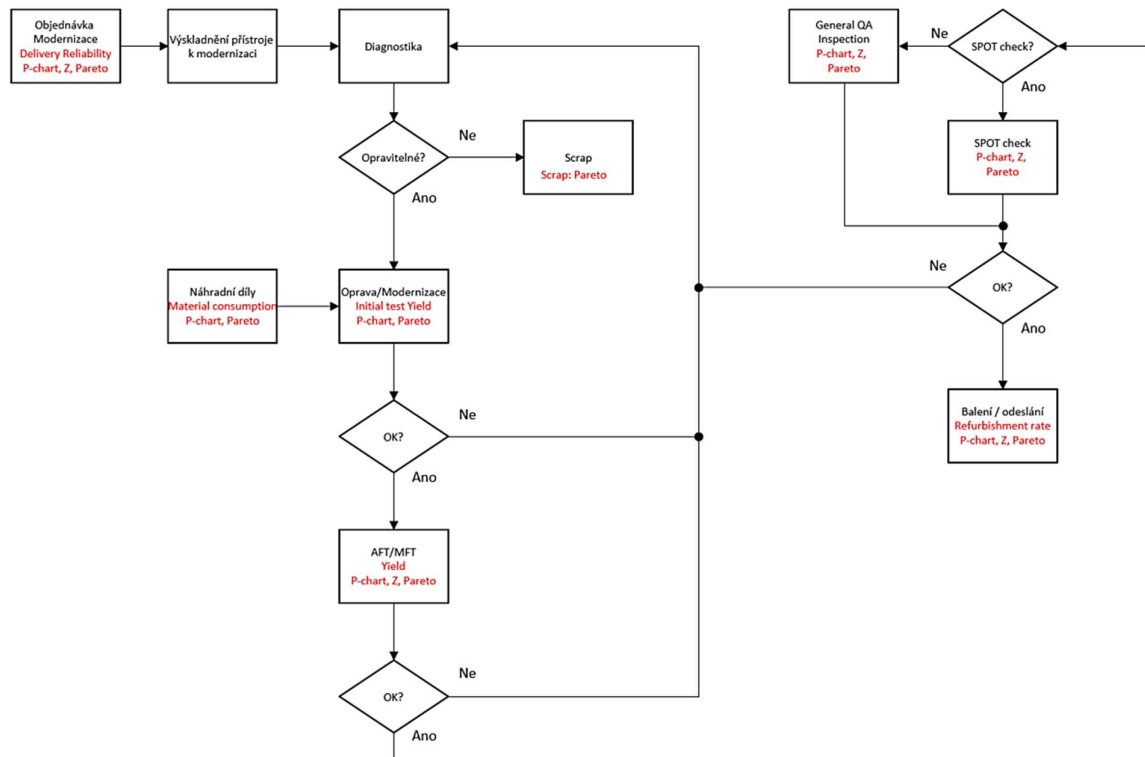 Objednávka
Modernizace
Delivery Reliability
P-chart, Z, Pareto
Výskladnění přístroje
k modernizaci
Diagnostika
Opravitelné?
Ne
Ano
Scrap
Scrap: Pareto
Náhradní díly
Material consumption
P-chart, Pareto
Oprava/Modernizace
Initial test Yield
P-chart, Pareto
OK?
Ne
Ano
AFT/MFT
Yield
P-chart, Z, Pareto
OK?
Ne
Ano
SPOT check?
Ne
Ano
General QA
Inspection
P-chart, Z,
Pareto
SPOT check
P-chart, Z,
Pareto
OK?
Ne
Ano
Balení / odeslání
Refurbishment rate
P-chart, Z, Pareto